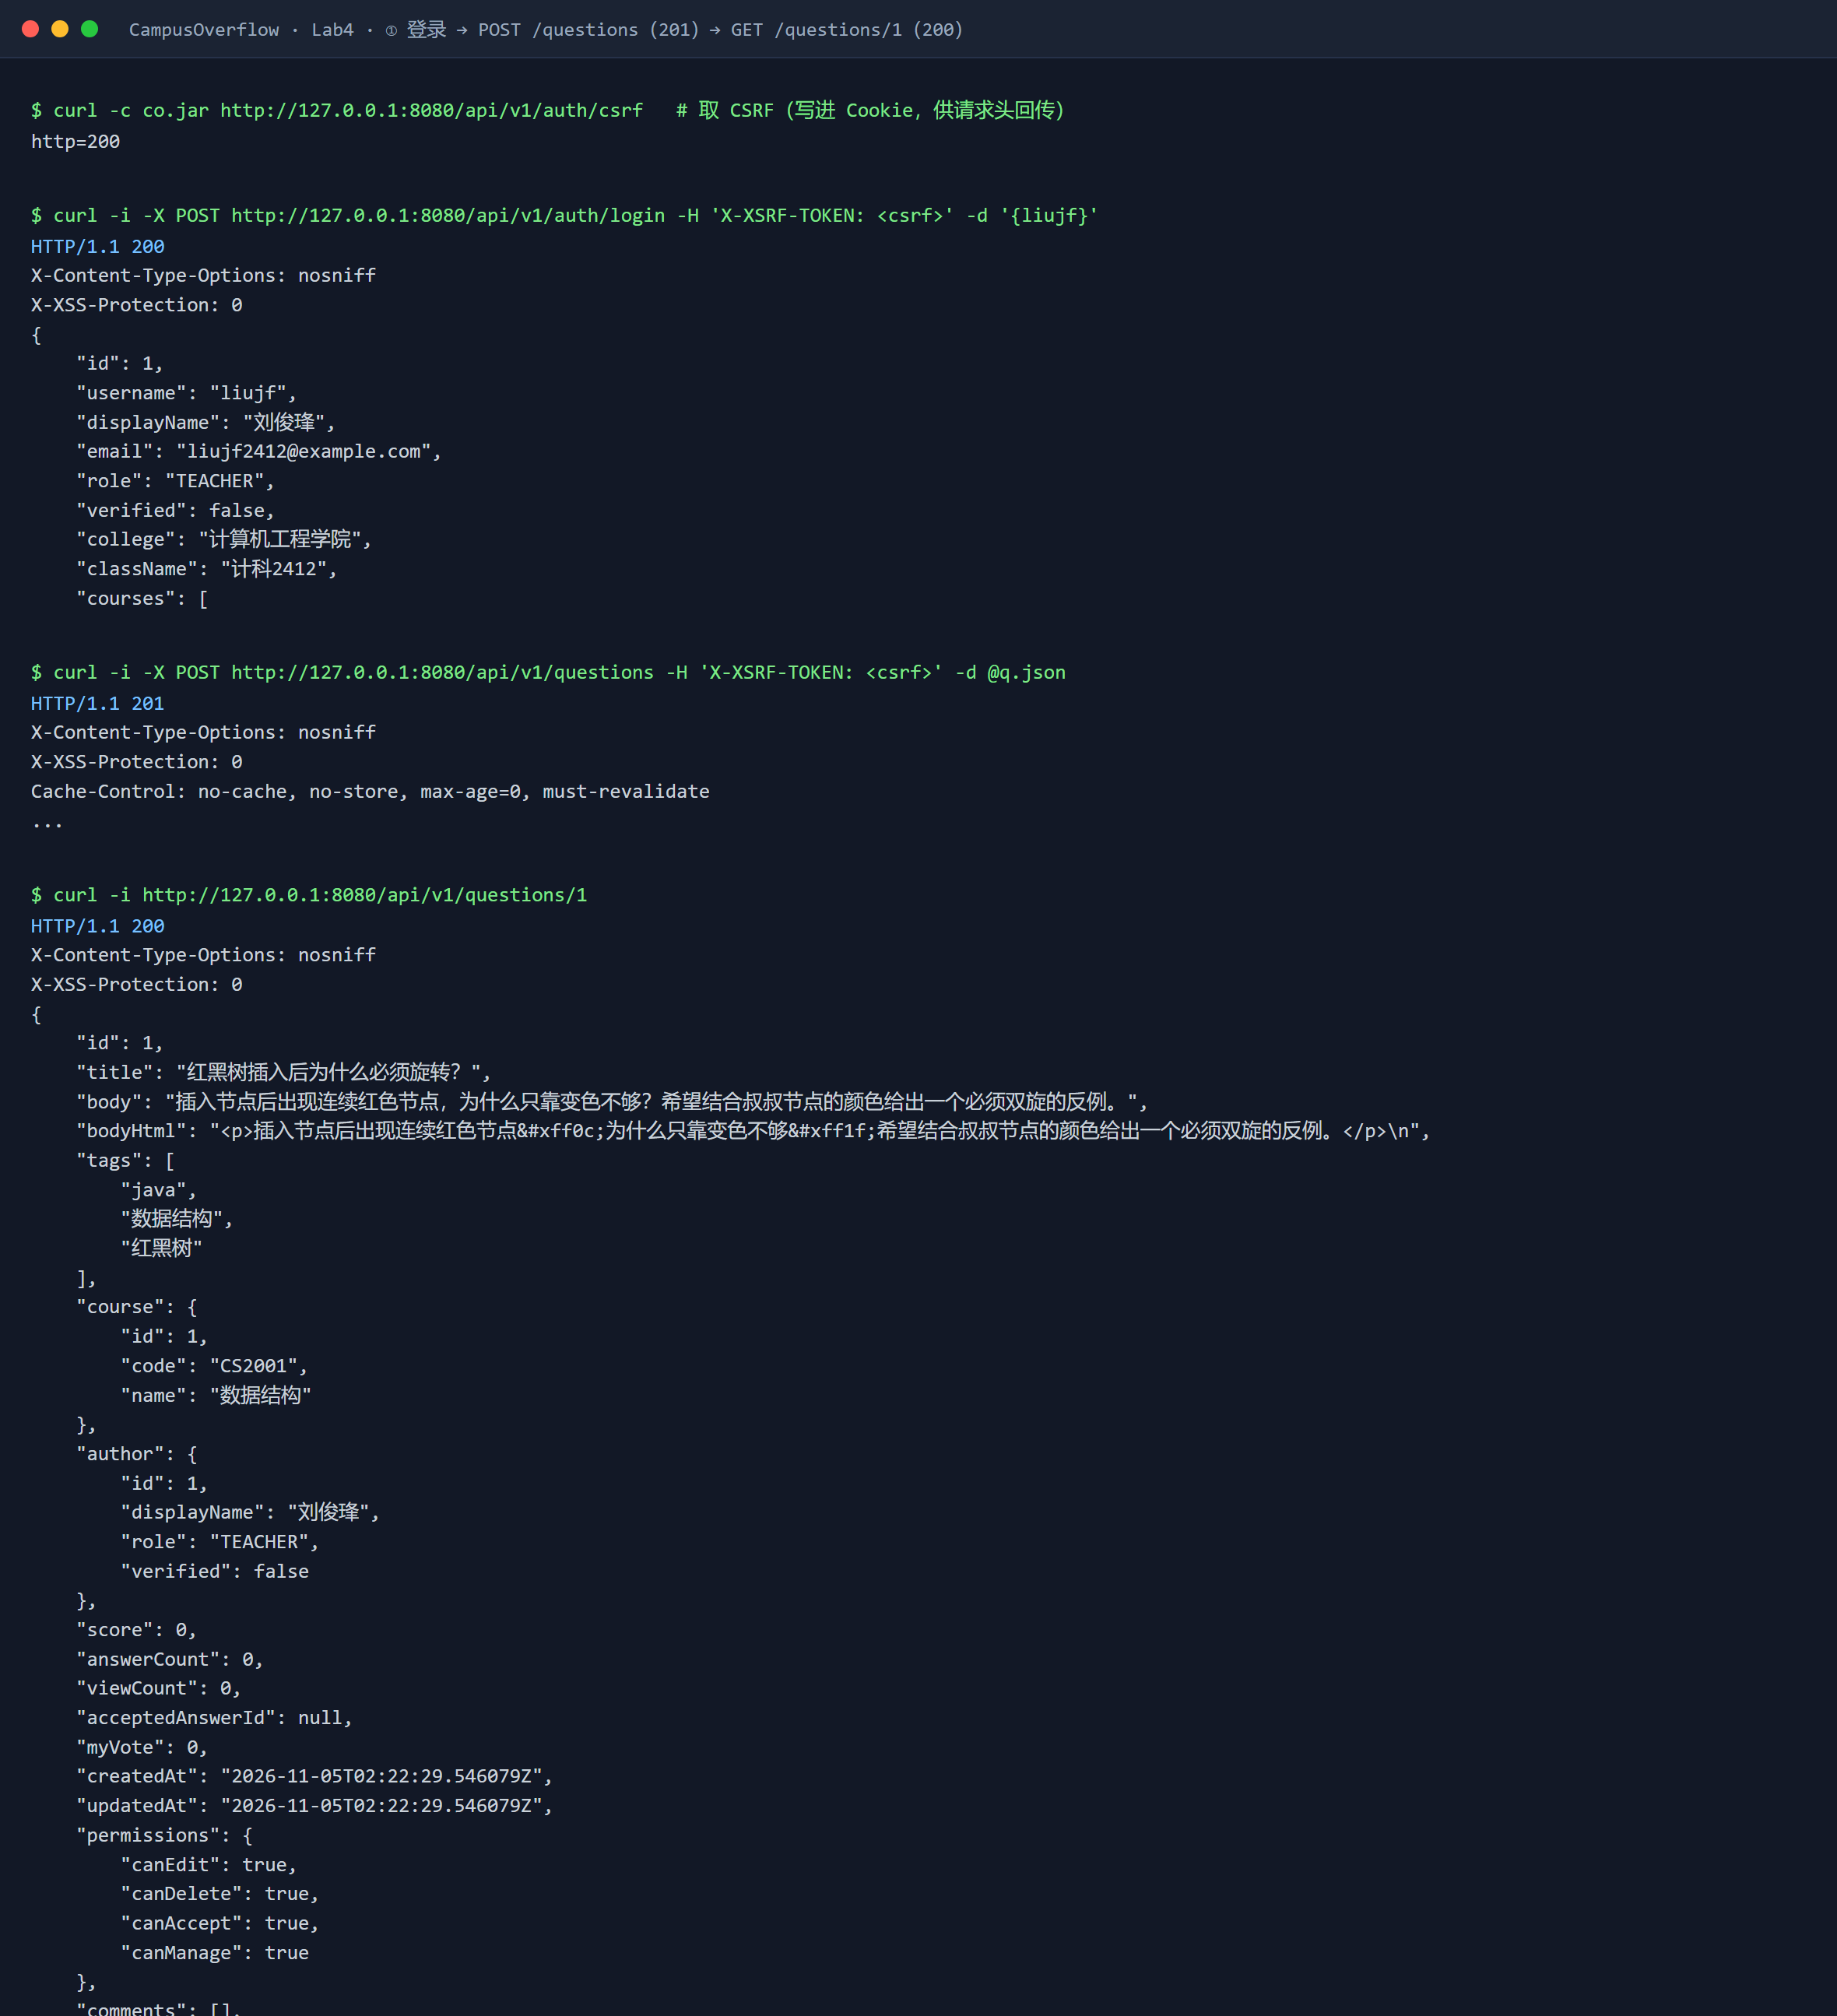 CampusOverflow · Lab4 · ① 登录 → POST /questions (201) → GET /questions/1 (200)
$ curl -c co.jar http://127.0.0.1:8080/api/v1/auth/csrf   # 取 CSRF（写进 Cookie，供请求头回传）
http=200
$ curl -i -X POST http://127.0.0.1:8080/api/v1/auth/login -H 'X-XSRF-TOKEN: <csrf>' -d '{liujf}'
HTTP/1.1 200
X-Content-Type-Options: nosniff
X-XSS-Protection: 0
{
    "id": 1,
    "username": "liujf",
    "displayName": "刘俊琒",
    "email": "liujf2412@example.com",
    "role": "TEACHER",
    "verified": false,
    "college": "计算机工程学院",
    "className": "计科2412",
    "courses": [
$ curl -i -X POST http://127.0.0.1:8080/api/v1/questions -H 'X-XSRF-TOKEN: <csrf>' -d @q.json
HTTP/1.1 201
X-Content-Type-Options: nosniff
X-XSS-Protection: 0
Cache-Control: no-cache, no-store, max-age=0, must-revalidate
...
$ curl -i http://127.0.0.1:8080/api/v1/questions/1
HTTP/1.1 200
X-Content-Type-Options: nosniff
X-XSS-Protection: 0
{
    "id": 1,
    "title": "红黑树插入后为什么必须旋转？",
    "body": "插入节点后出现连续红色节点，为什么只靠变色不够？希望结合叔叔节点的颜色给出一个必须双旋的反例。",
    "bodyHtml": "<p>插入节点后出现连续红色节点&#xff0c;为什么只靠变色不够&#xff1f;希望结合叔叔节点的颜色给出一个必须双旋的反例。</p>\n",
    "tags": [
        "java",
        "数据结构",
        "红黑树"
    ],
    "course": {
        "id": 1,
        "code": "CS2001",
        "name": "数据结构"
    },
    "author": {
        "id": 1,
        "displayName": "刘俊琒",
        "role": "TEACHER",
        "verified": false
    },
    "score": 0,
    "answerCount": 0,
    "viewCount": 0,
    "acceptedAnswerId": null,
    "myVote": 0,
    "createdAt": "2026-11-05T02:22:29.546079Z",
    "updatedAt": "2026-11-05T02:22:29.546079Z",
    "permissions": {
        "canEdit": true,
        "canDelete": true,
        "canAccept": true,
        "canManage": true
    },
    "comments": [],